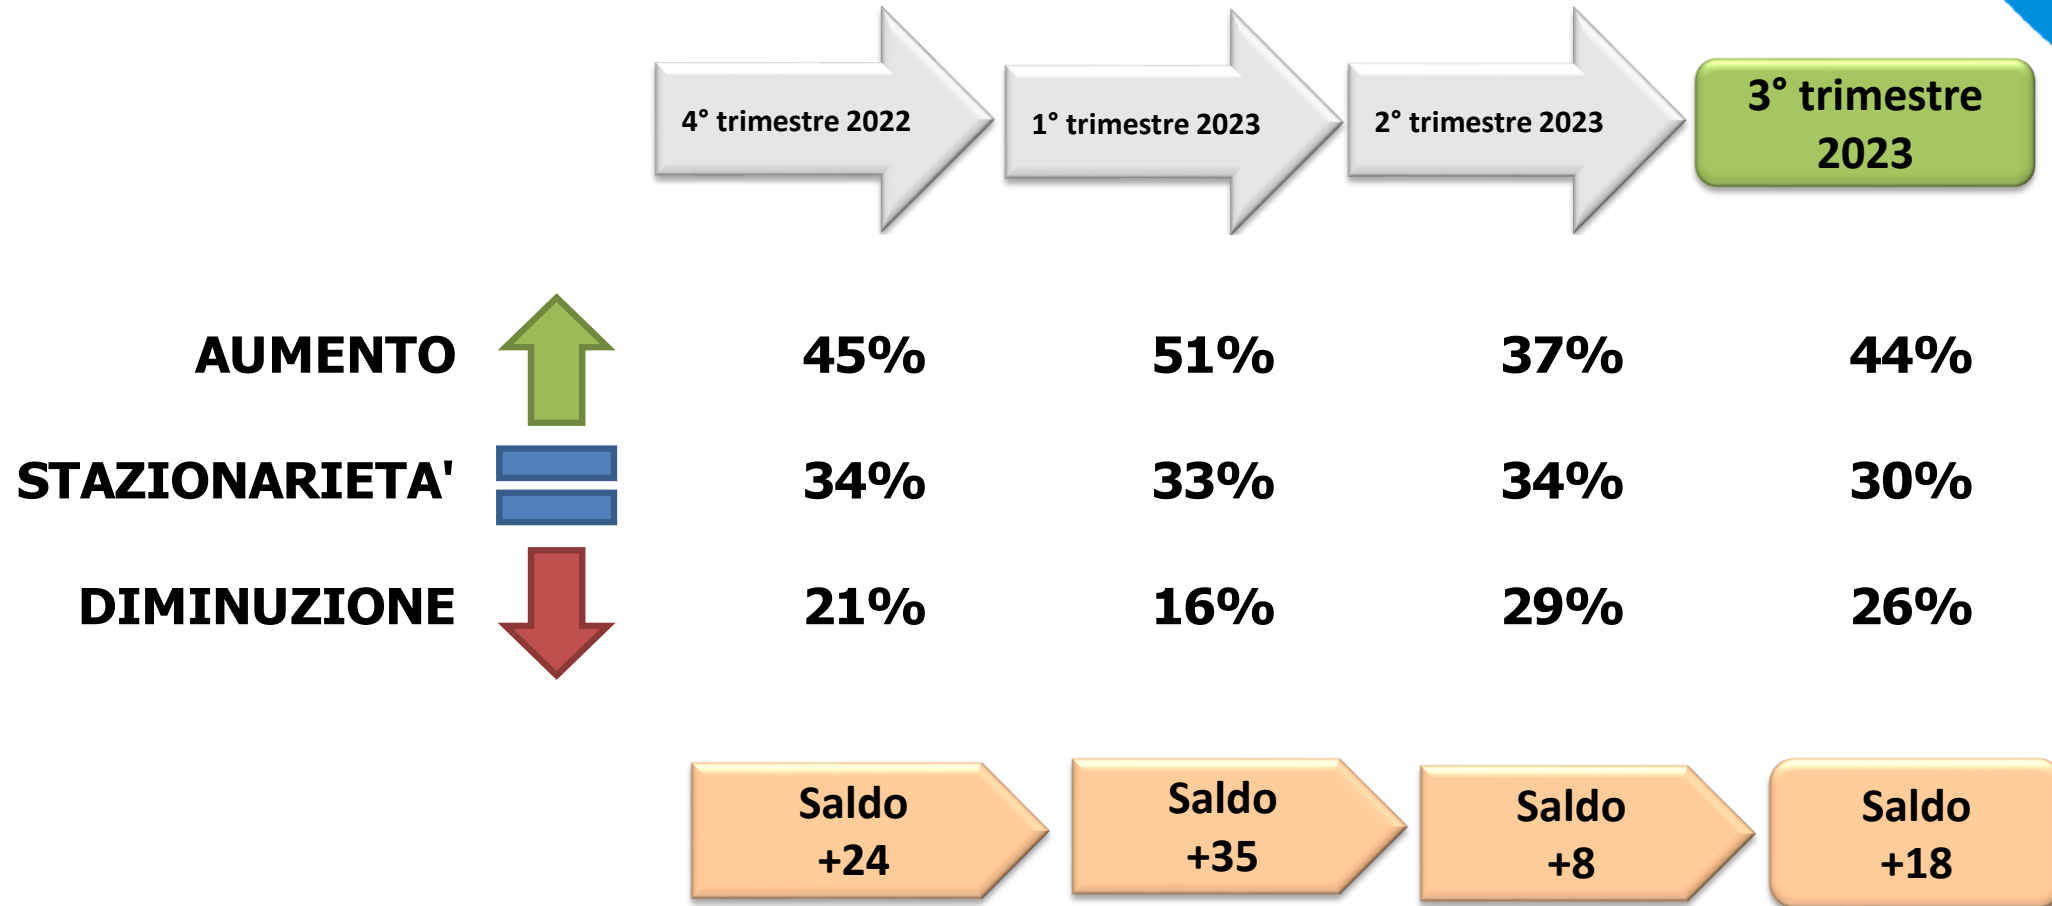 4° trimestre 2022
1° trimestre 2023
2° trimestre 2023
3° trimestre
2023
AUMENTO 45% 51% 37% 44%
STAZIONARIETA' 34% 33% 34% 30%
DIMINUZIONE 21% 16% 29% 26%
Saldo
+24
Saldo
+35
Saldo
+8
Saldo
+18